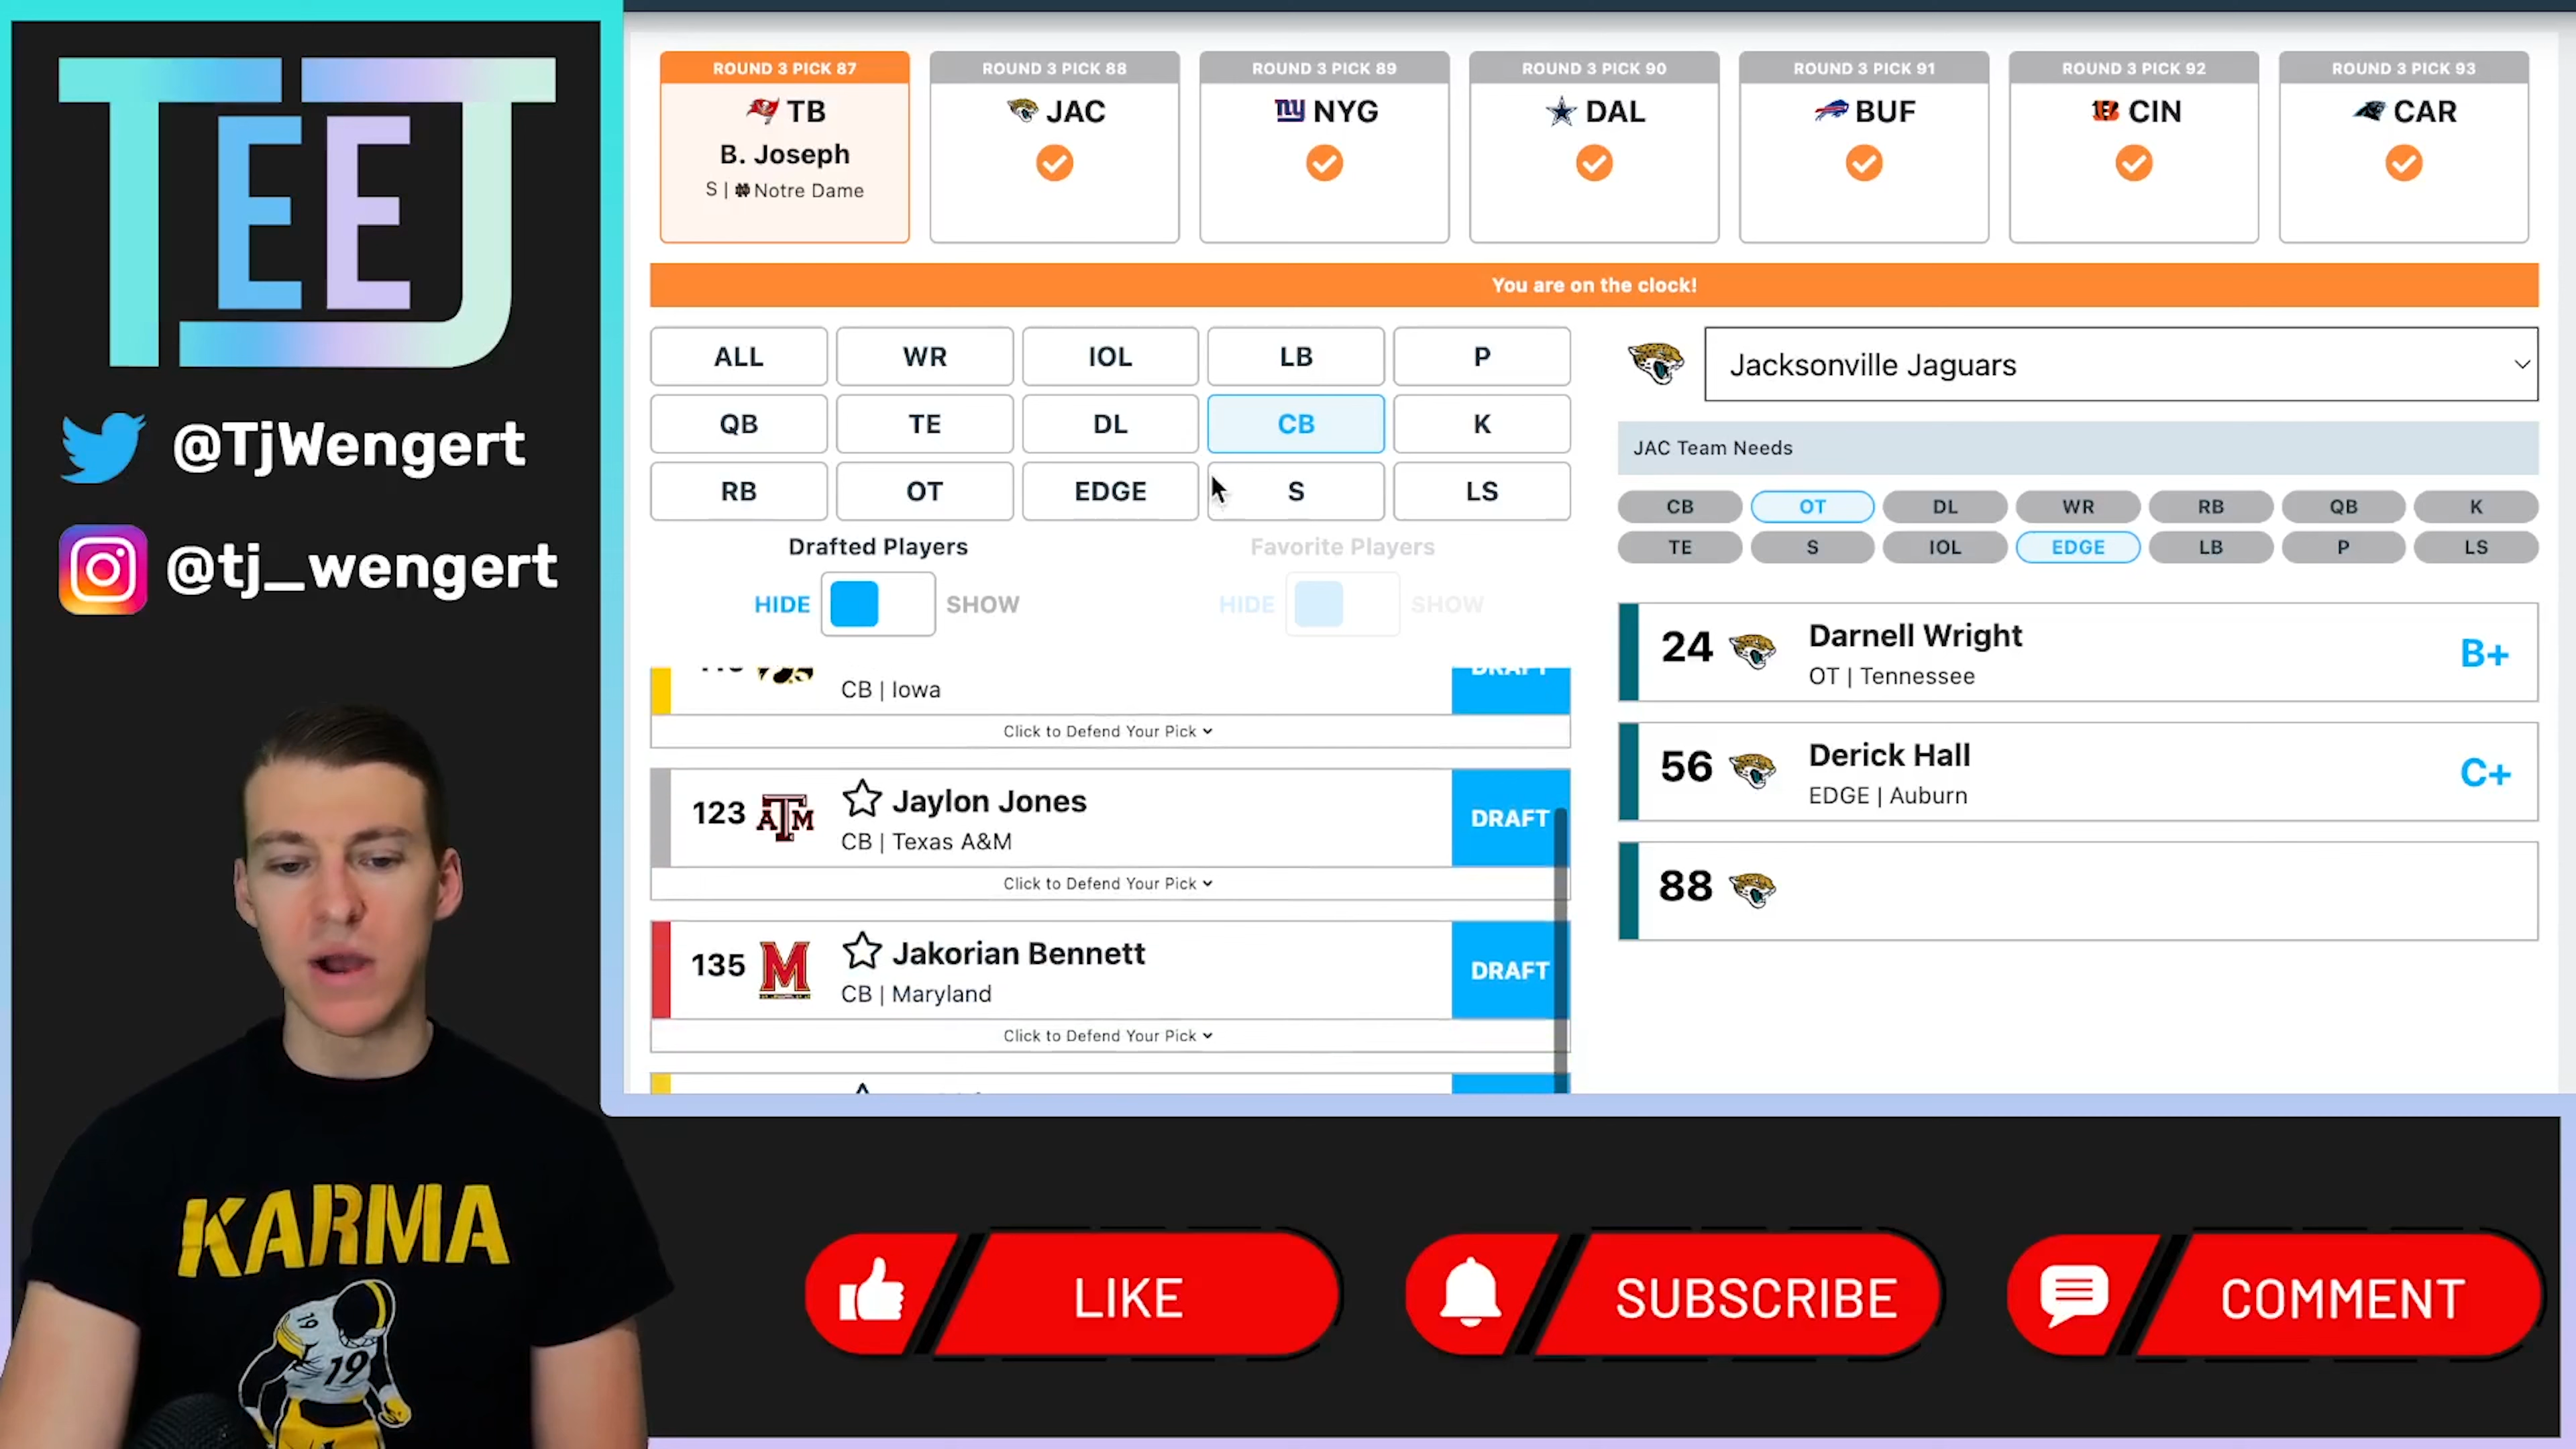 TEEJ
@TjWengert
@tj_wengert
KARMA
19
19
ROUND 3 PICK 87
TB
B. Joseph
S | Notre Dame
ROUND 3 PICK 88
JAC
ROUND 3 PICK 89
NYG
ROUND 3 PICK 90
DAL
ROUND 3 PICK 91
BUF
ROUND 3 PICK 92
CIN
ROUND 3 PICK 93
CAR
You are on the clock!
ALL WR IOL LB P
QB TE DL CB K
RB OT EDGE S LS
Drafted Players
HIDE SHOW
Favorite Players
HIDE SHOW
CB | Iowa
DRAFT
Click to Defend Your Pick
123 Jaylon Jones
CB | Texas A&M
DRAFT
Click to Defend Your Pick
135 Jakorian Bennett
CB | Maryland
DRAFT
Click to Defend Your Pick
Jacksonville Jaguars
JAC Team Needs
CB OT DL WR RB QB K
TE S IOL EDGE LB P LS
24 Darnell Wright
OT | Tennessee
B+
56 Derick Hall
EDGE | Auburn
C+
88
LIKE
SUBSCRIBE
COMMENT